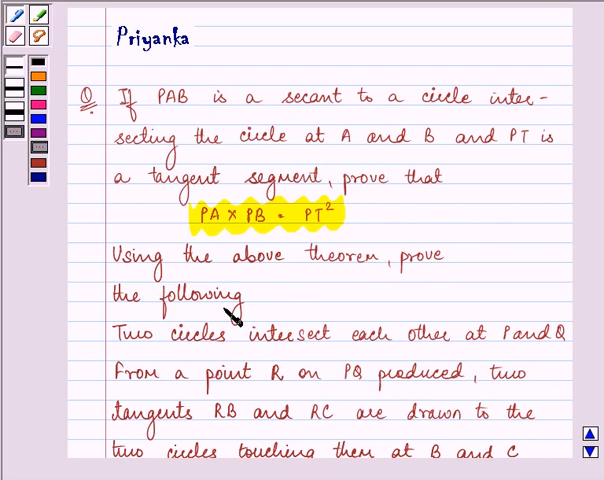 Priyanka
Q. If PAB is a secant to a circle inter-
secting the circle at A and B and PT is
a tangent segment, prove that
PA × PB = PT²
Using the above theorem, prove
the following
Two circles intersect each other at P and Q
From a point R on PQ produced, two
tangents RB and RC are drawn to the
two circles touching them at B and C